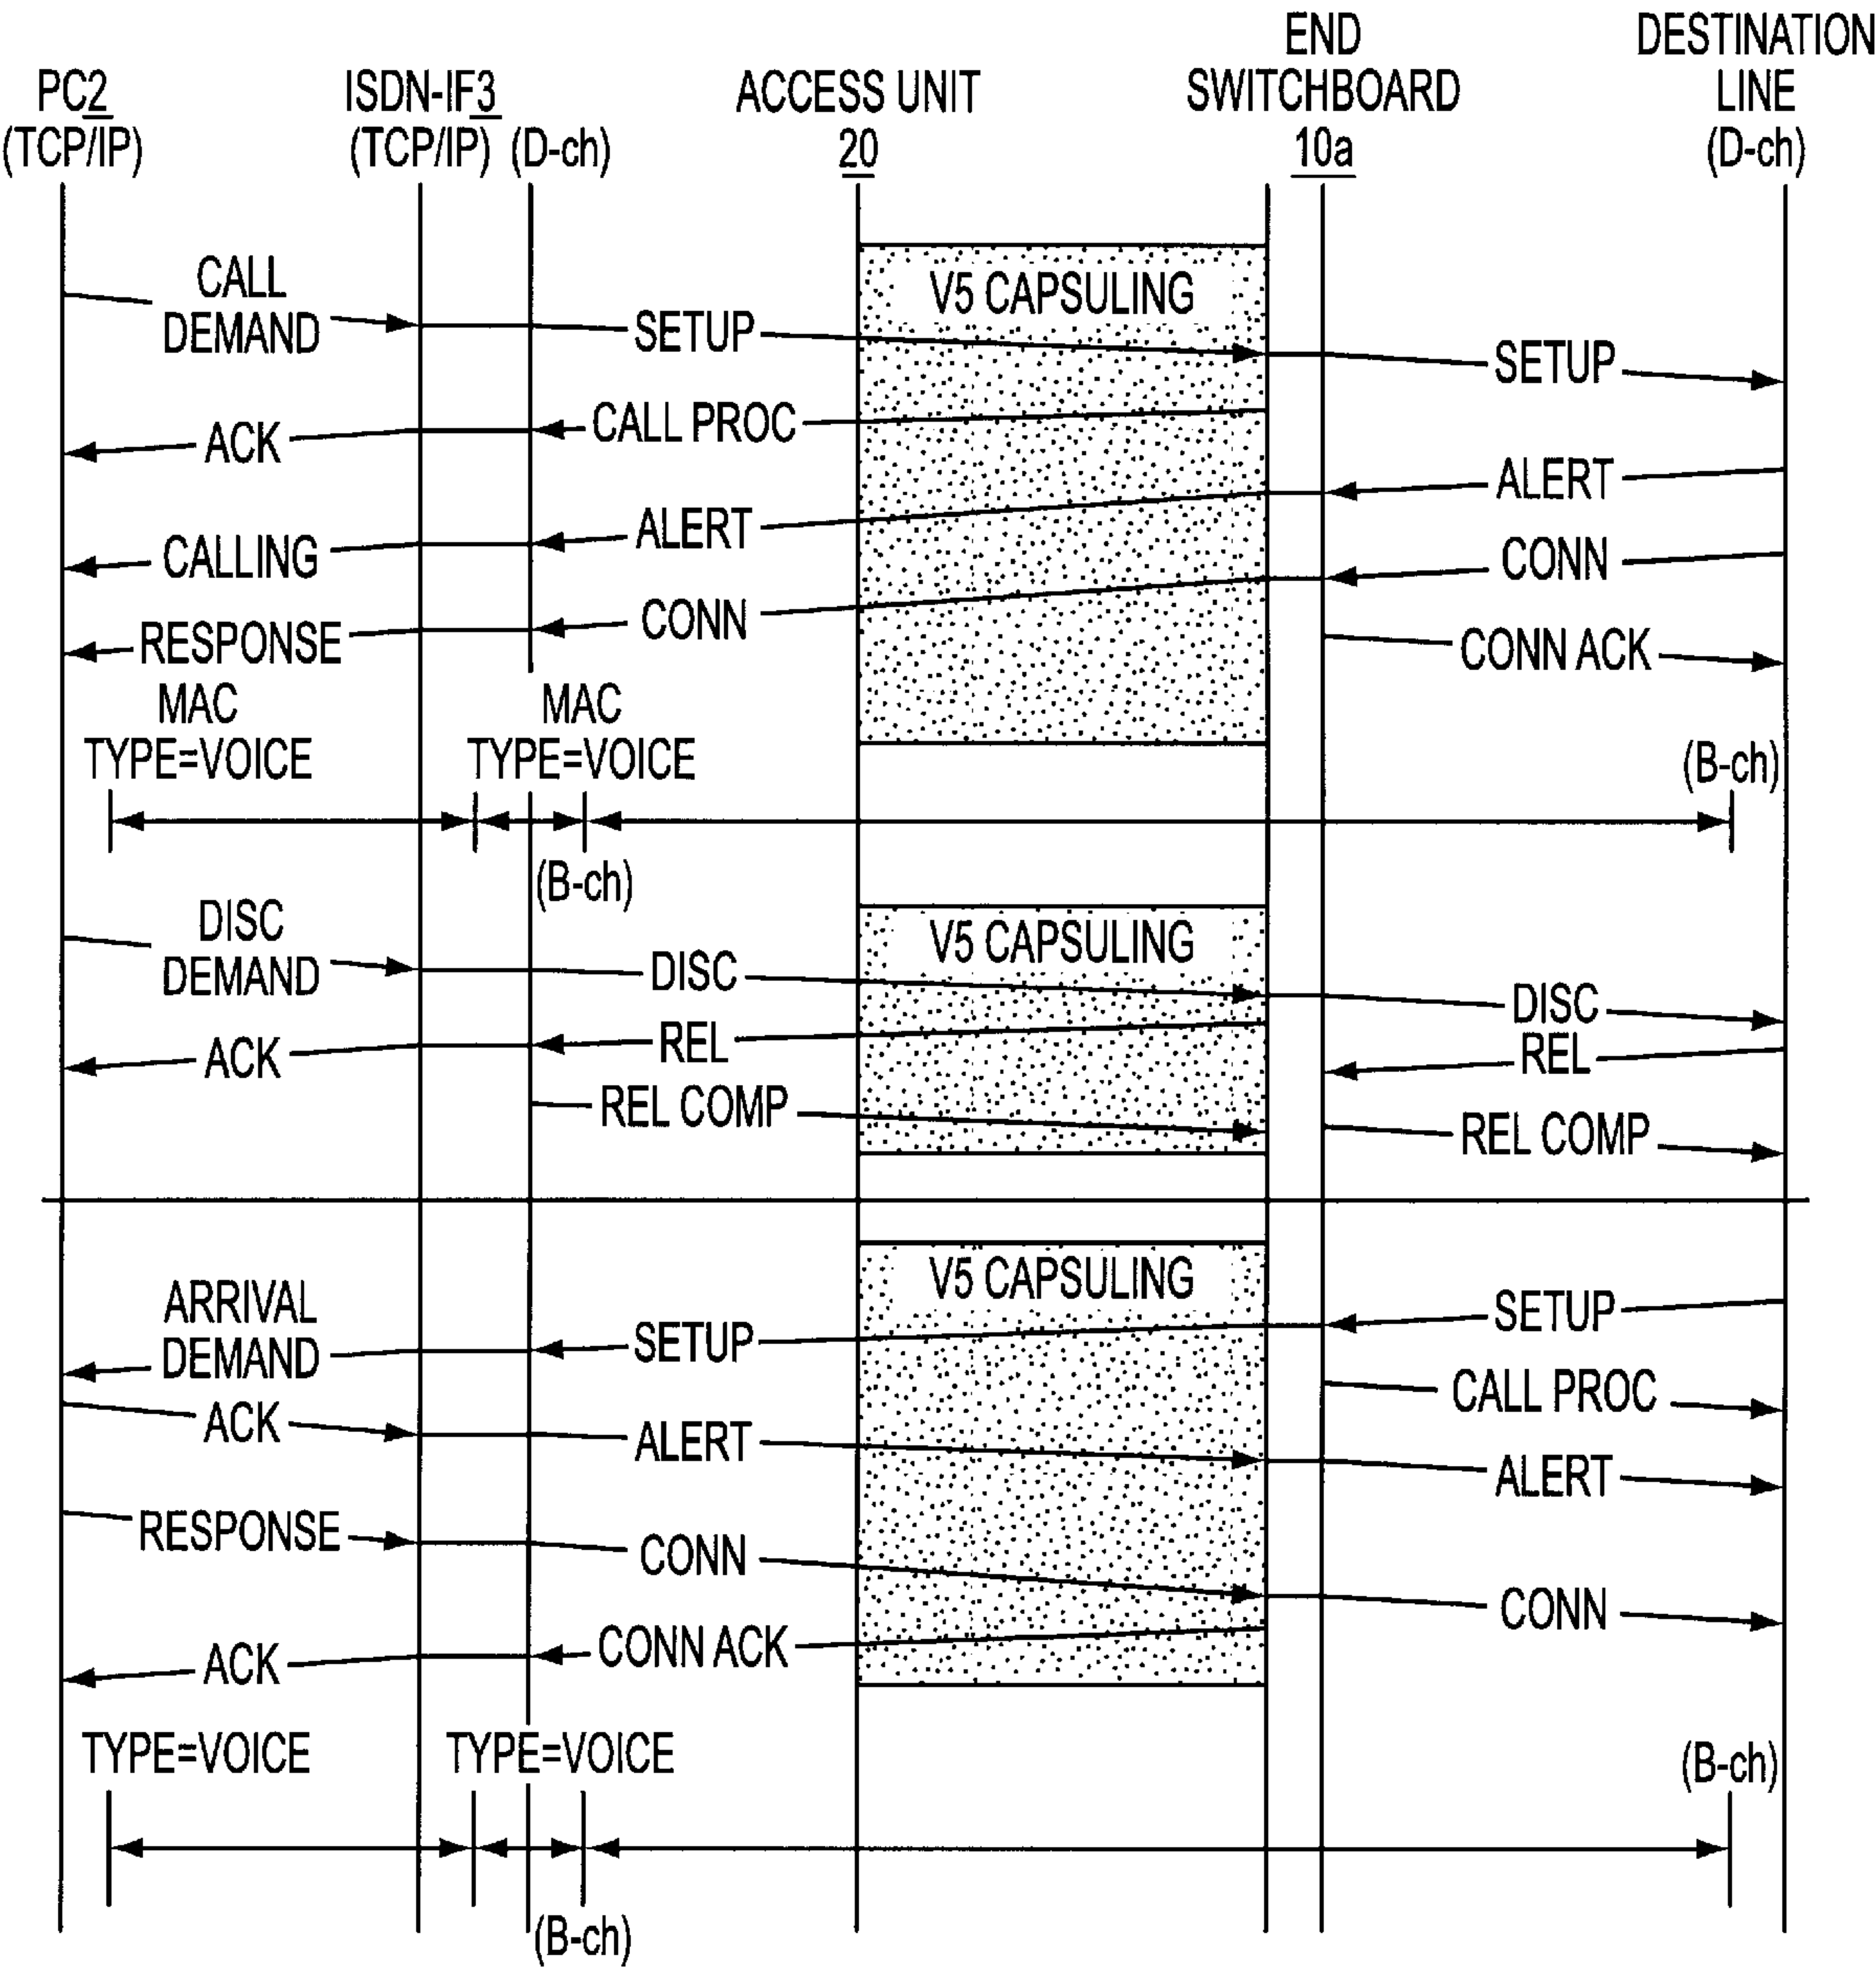 END
DESTINATION
PC2
ISDN-IF3
ACCESS UNIT
SWITCHBOARD
LINE
(TCP/IP)
(TCP/IP) (D-ch)
20
10a
(D-ch)
V5 CAPSULING
CALL
DEMAND
SETUP
SETUP
CALL PROC
ACK
ALERT
ALERT
CALLING
CONN
CONN
RESPONSE
CONN ACK
MAC
TYPE=VOICE
MAC
TYPE=VOICE
(B-ch)
(B-ch)
V5 CAPSULING
DISC
DEMAND
DISC
DISC
REL
ACK
REL
REL COMP
REL COMP
V5 CAPSULING
ARRIVAL
DEMAND
SETUP
SETUP
CALL PROC
ACK
ALERT
ALERT
RESPONSE
CONN
CONN
CONN ACK
ACK
TYPE=VOICE
TYPE=VOICE
(B-ch)
(B-ch)